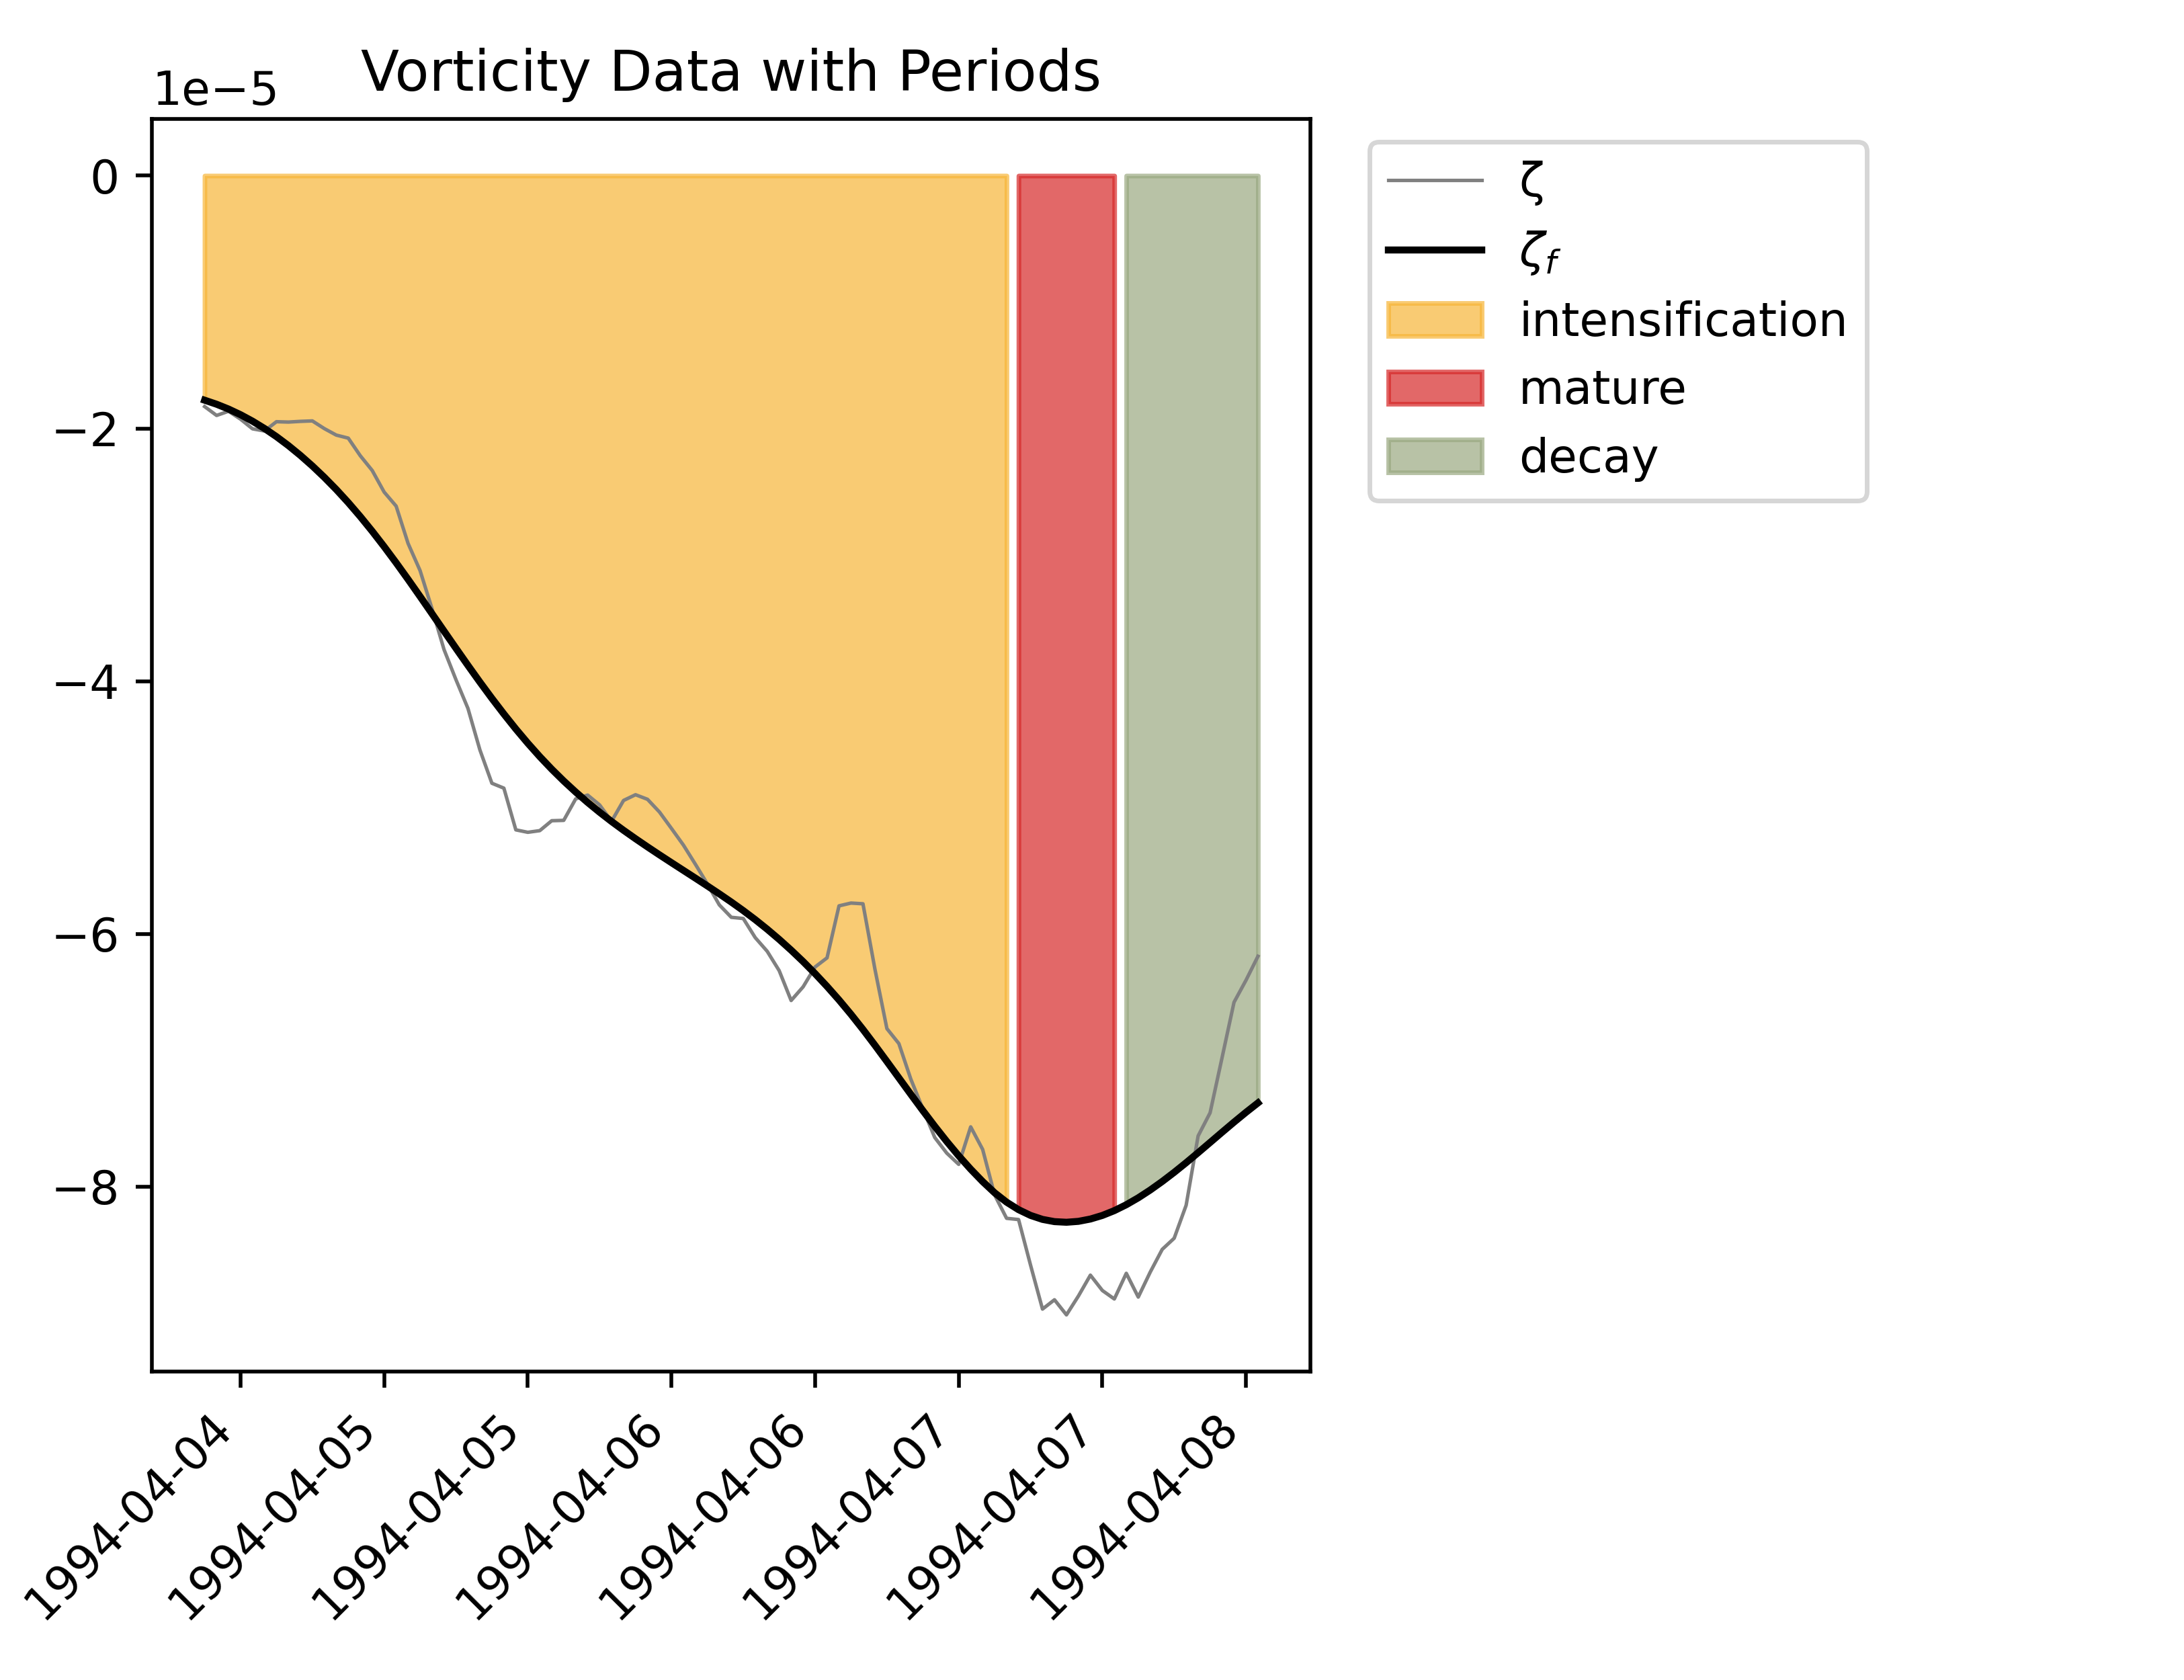 Vorticity Data with Periods
1e−5
0
−2
−4
−6
−8
1994-04-04
1994-04-05
1994-04-05
1994-04-06
1994-04-06
1994-04-07
1994-04-07
1994-04-08
ζ
ζf
intensification
mature
decay